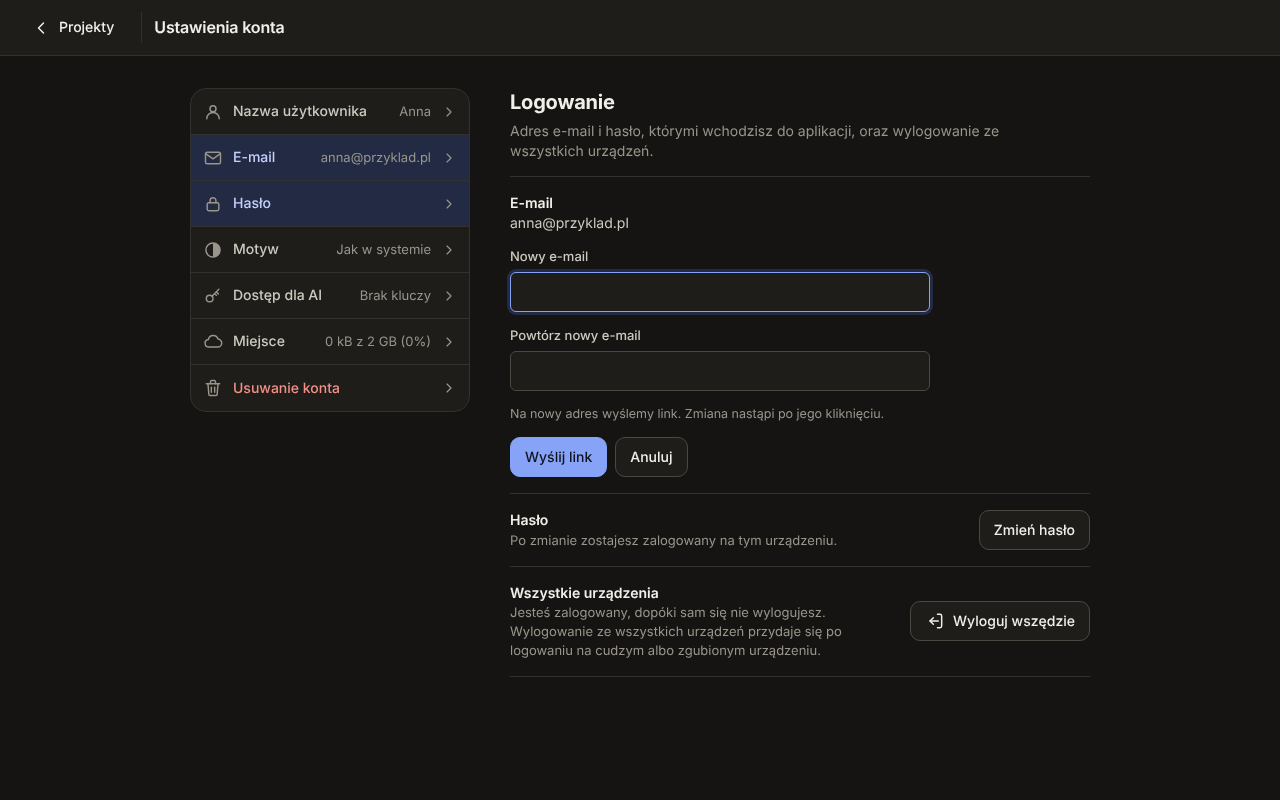 Projekty
Ustawienia konta
Nazwa użytkownika
Anna
E-mail
anna@przyklad.pl
Hasło
Motyw
Jak w systemie
Dostęp dla AI
Brak kluczy
Miejsce
0 kB z 2 GB (0%)
Usuwanie konta
Logowanie
Adres e-mail i hasło, którymi wchodzisz do aplikacji, oraz wylogowanie ze
wszystkich urządzeń.
E-mail
anna@przyklad.pl
Nowy e-mail
Powtórz nowy e-mail
Na nowy adres wyślemy link. Zmiana nastąpi po jego kliknięciu.
Wyślij link
Anuluj
Hasło
Po zmianie zostajesz zalogowany na tym urządzeniu.
Zmień hasło
Wszystkie urządzenia
Jesteś zalogowany, dopóki sam się nie wylogujesz.
Wylogowanie ze wszystkich urządzeń przydaje się po
logowaniu na cudzym albo zgubionym urządzeniu.
Wyloguj wszędzie